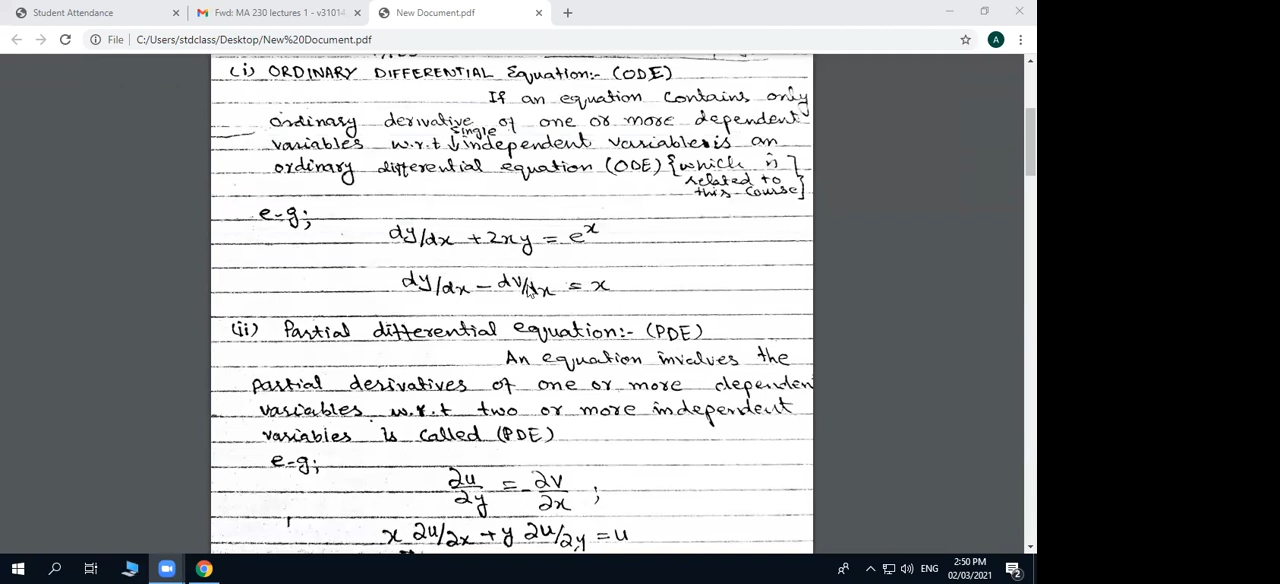 Student Attendance
Fwd: MA 230 lectures 1 - v31014
New Document.pdf
File
C:/Users/stdclass/Desktop/New%20Document.pdf
A
(i) ORDINARY DIFFERENTIAL Equation:- (ODE)
If an equation contains only
ordinary derivative of one or more dependent
single
variables w.r.t ↓ independent variables is an
ordinary differential equation (ODE) {which is
related to
this course}
e-g;
dy/dx + 2xy = e^x
dy/dx - dv/dx = x
(ii) Partial differential equation:- (PDE)
An equation involves the
partial derivatives of one or more dependen
variables w.r.t two or more independent
variables is called (PDE)
e-g;
∂u/∂y = -∂v/∂x ;
x ∂u/∂x + y ∂u/∂y = u
ENG
2:50 PM
02/03/2021
2